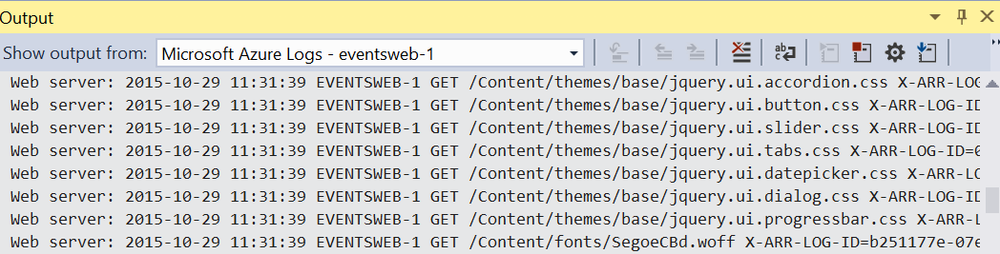 Output
Show output from: Microsoft Azure Logs - eventsweb-1
Web server: 2015-10-29 11:31:39 EVENTSWEB-1 GET /Content/themes/base/jquery.ui.accordion.css X-ARR-LOG
Web server: 2015-10-29 11:31:39 EVENTSWEB-1 GET /Content/themes/base/jquery.ui.button.css X-ARR-LOG-ID
Web server: 2015-10-29 11:31:39 EVENTSWEB-1 GET /Content/themes/base/jquery.ui.slider.css X-ARR-LOG-ID
Web server: 2015-10-29 11:31:39 EVENTSWEB-1 GET /Content/themes/base/jquery.ui.tabs.css X-ARR-LOG-ID=0
Web server: 2015-10-29 11:31:39 EVENTSWEB-1 GET /Content/themes/base/jquery.ui.datepicker.css X-ARR-LO
Web server: 2015-10-29 11:31:39 EVENTSWEB-1 GET /Content/themes/base/jquery.ui.dialog.css X-ARR-LOG-ID
Web server: 2015-10-29 11:31:39 EVENTSWEB-1 GET /Content/themes/base/jquery.ui.progressbar.css X-ARR-L
Web server: 2015-10-29 11:31:39 EVENTSWEB-1 GET /Content/fonts/SegoeCBd.woff X-ARR-LOG-ID=b251177e-07e